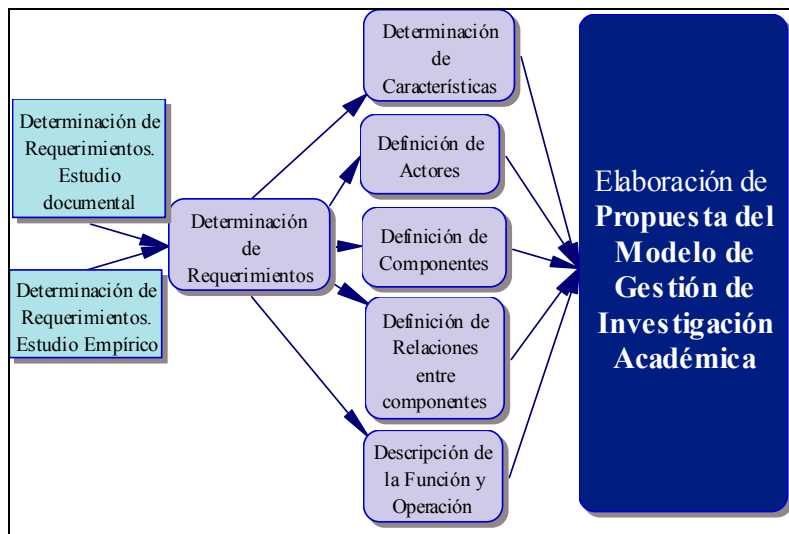 Determinación de
Requerimientos.
Estudio
documental
Determinación de
Requerimientos.
Estudio Empírico
Determinación
de
Requerimientos
Determinación
de
Características
Definición de
Actores
Definición de
Componentes
Definición de
Relaciones
entre
componentes
Descripción de
la Función y
Operación
Elaboración de
Propuesta del
Modelo de
Gestión de
Investigación
Académica